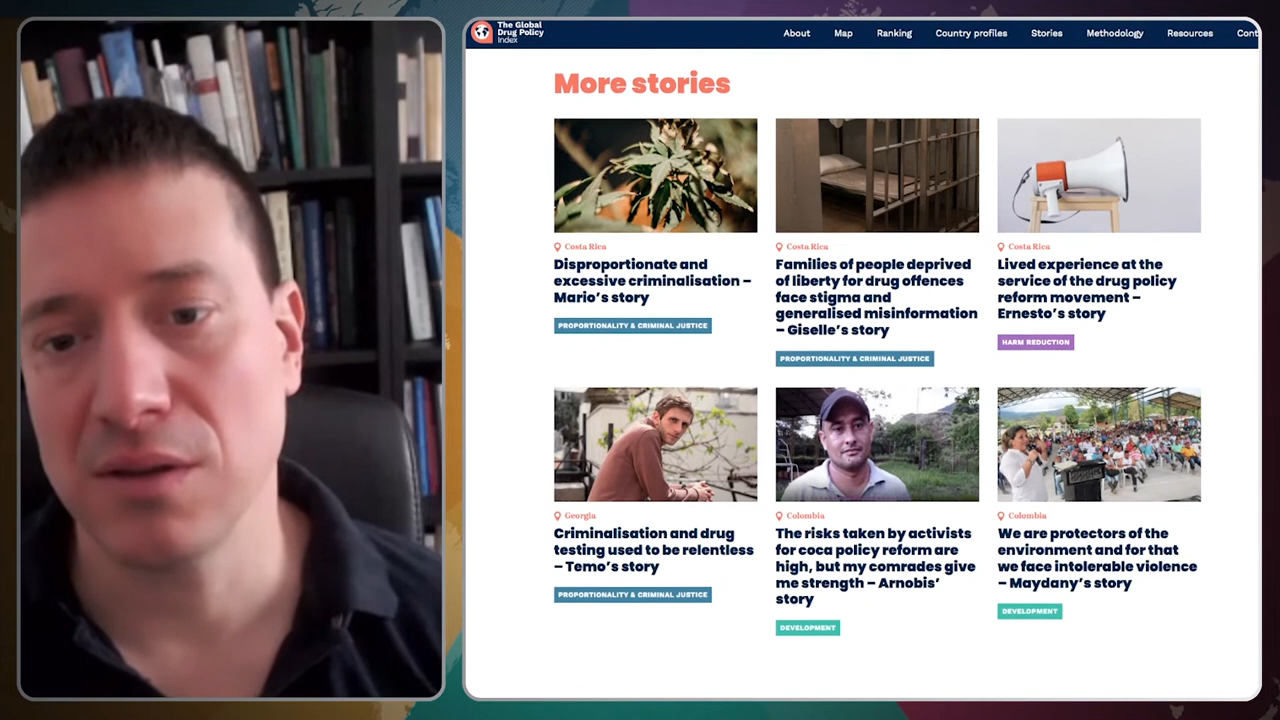 The Global
Drug Policy
Index
About Map Ranking Country profiles Stories Methodology Resources Cont
More stories
Costa Rica
Disproportionate and
excessive criminalisation –
Mario’s story
PROPORTIONALITY & CRIMINAL JUSTICE
Costa Rica
Families of people deprived
of liberty for drug offences
face stigma and
generalised misinformation
– Giselle’s story
PROPORTIONALITY & CRIMINAL JUSTICE
Costa Rica
Lived experience at the
service of the drug policy
reform movement –
Ernesto’s story
HARM REDUCTION
Georgia
Criminalisation and drug
testing used to be relentless
– Temo’s story
PROPORTIONALITY & CRIMINAL JUSTICE
Colombia
The risks taken by activists
for coca policy reform are
high, but my comrades give
me strength – Arnobis’
story
DEVELOPMENT
Colombia
We are protectors of the
environment and for that
we face intolerable violence
– Maydany’s story
DEVELOPMENT